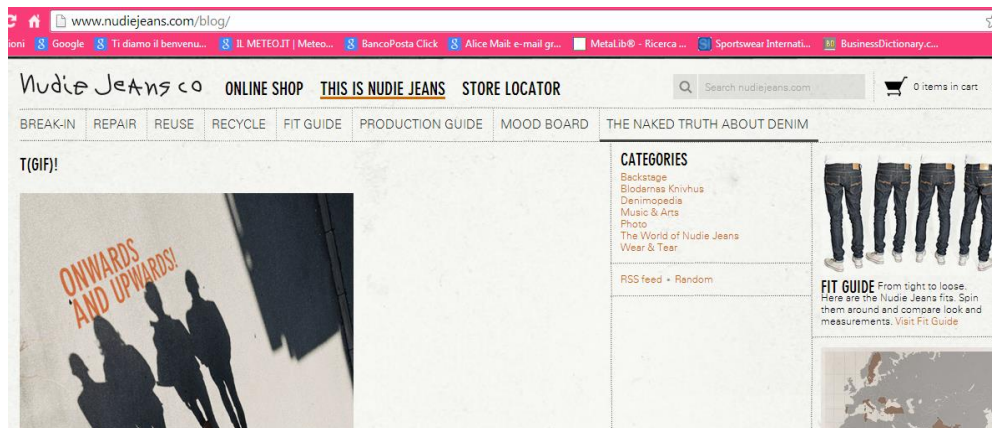 www.nudiejeans.com/blog/
ioni Google Ti diamo il benvenu... IL METEO.IT | Meteo... BancoPosta Click Alice Mail: e-mail gr... MetaLib® - Ricerca ... Sportswear Internati... BusinessDictionary.c...
nudie Jeans co ONLINE SHOP THIS IS NUDIE JEANS STORE LOCATOR Search nudiejeans.com 0 items in cart
BREAK-IN REPAIR REUSE RECYCLE FIT GUIDE PRODUCTION GUIDE MOOD BOARD THE NAKED TRUTH ABOUT DENIM
T(GIF)!
ONWARDS
AND UPWARDS!
CATEGORIES
Backstage
Blodarnas Knivhus
Denimopedia
Music & Arts
Photo
The World of Nudie Jeans
Wear & Tear
RSS feed • Random
FIT GUIDE From tight to loose.
Here are the Nudie Jeans fits. Spin
them around and compare look and
measurements. Visit Fit Guide